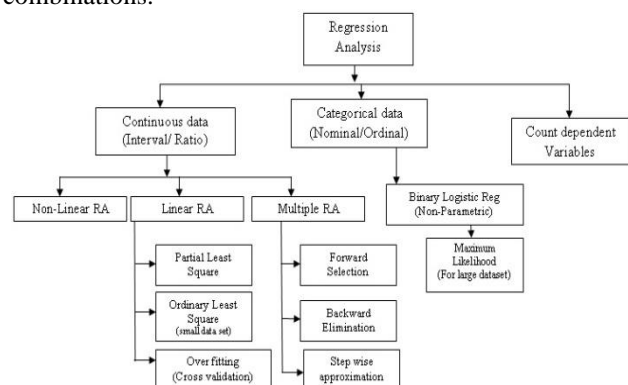 combinations.
Regression
Analysis
Continuous data
(Interval/ Ratio)
Categorical data
(Nominal/Ordinal)
Count dependent
Variables
Non-Linear RA
Linear RA
Multiple RA
Binary Logistic Reg
(Non-Parametric)
Partial Least
Square
Forward
Selection
Maximum
Likelihood
(For large dataset)
Ordinary Least
Square
(small data set)
Backward
Elimination
Over fitting
(Cross validation)
Step wise
approximation